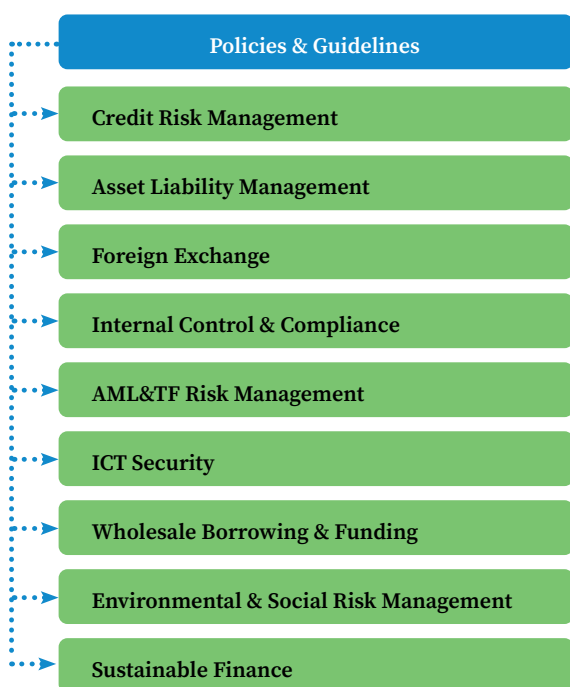 Policies & Guidelines
Credit Risk Management
Asset Liability Management
Foreign Exchange
Internal Control & Compliance
AML&TF Risk Management
ICT Security
Wholesale Borrowing & Funding
Environmental & Social Risk Management
Sustainable Finance